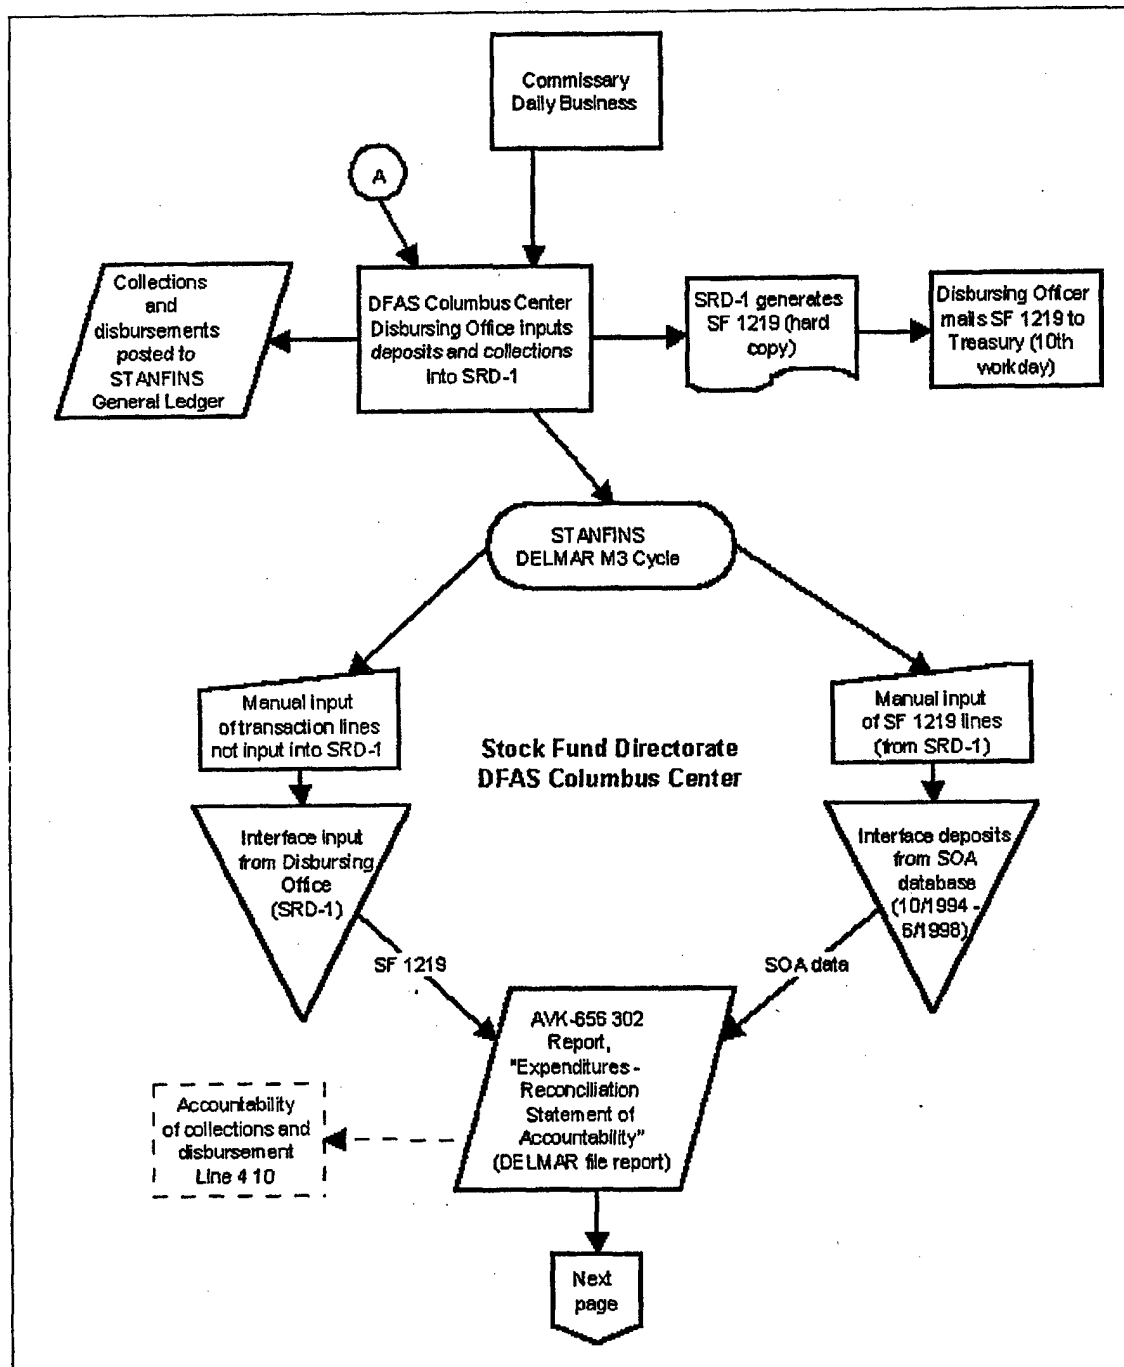 Commissary
Daily Business
A
Collections
and
disbursements
posted to
STANFINS
General Ledger
DFAS Columbus Center
Disbursing Office inputs
deposits and collections
into SRD-1
SRD-1 generates
SF 1219 (hard
copy)
Disbursing Officer
mails SF 1219 to
Treasury (10th
workday)
STANFINS
DELMAR M3 Cycle
Manual input
of transaction lines
not input into SRD-1
Manual input
of SF 1219 lines
(from SRD-1)
Stock Fund Directorate
DFAS Columbus Center
Interface input
from Disbursing
Office
(SRD-1)
Interface deposits
from SOA
database
(10/1994 -
6/1998)
SF 1219
SOA data
AVK-656 302
Report,
"Expenditures -
Reconciliation
Statement of
Accountability"
(DELMAR file report)
Accountability
of collections and
disbursement
Line 4 10
Next
page